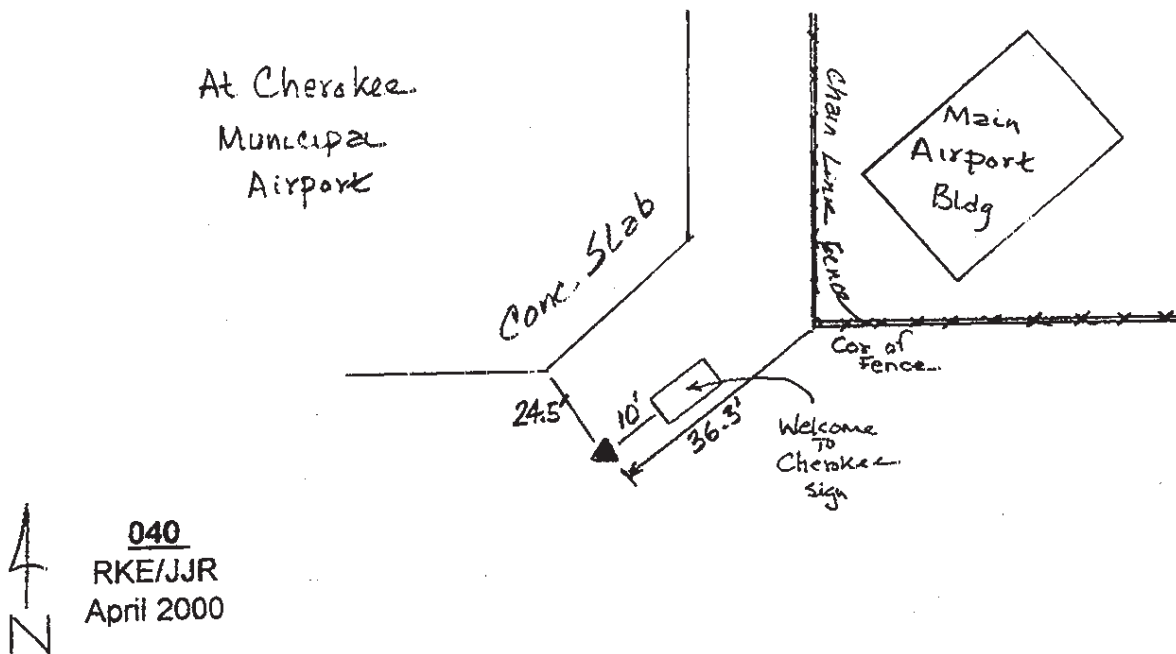 At Cherokee
Municipal
Airport
Conc. Slab
Chain Link Fence
Main
Airport
Bldg
Cor of
Fence
24.5'
10'
36.3'
Welcome
To
Cherokee
sign
040
RKE/JJR
April 2000
N